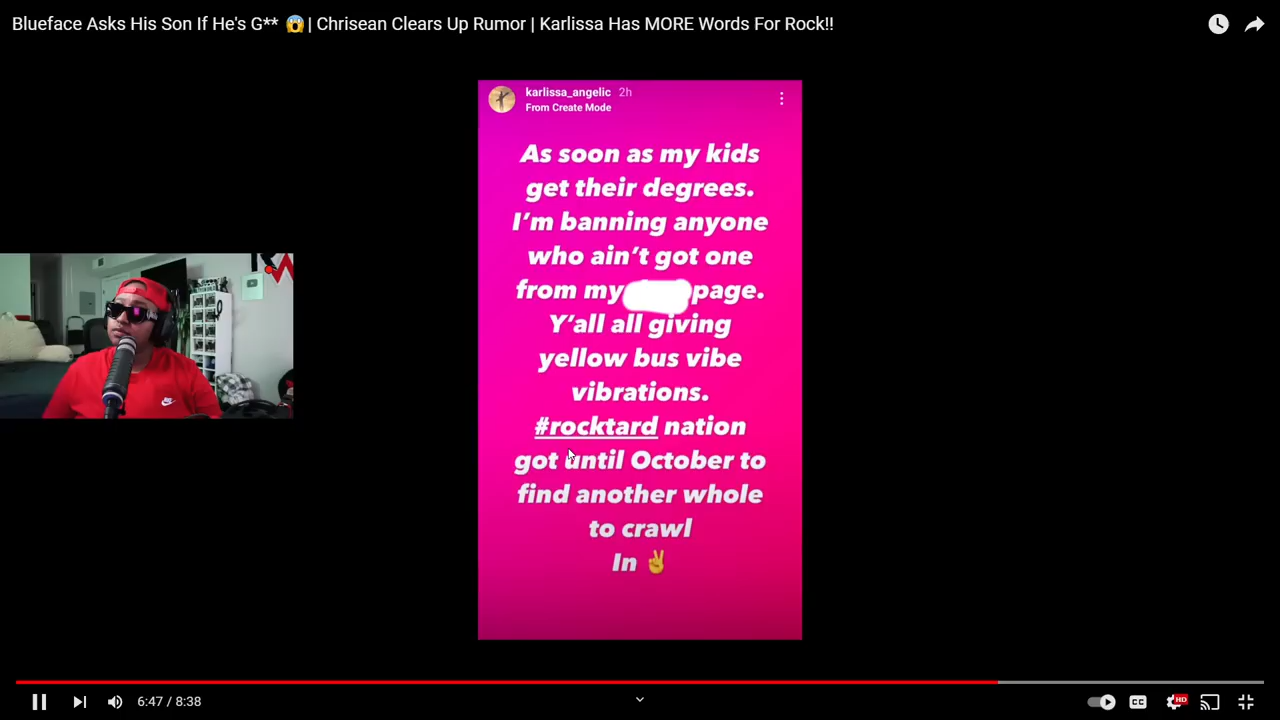 Blueface Asks His Son If He's G** 😱| Chrisean Clears Up Rumor | Karlissa Has MORE Words For Rock!!
karlissa_angelic 2h
From Create Mode
As soon as my kids
get their degrees.
I'm banning anyone
who ain't got one
from my page.
Y'all all giving
yellow bus vibe
vibrations.
#rocktard nation
got until October to
find another whole
to crawl
In ✌️
6:47 / 8:38
CC
HD